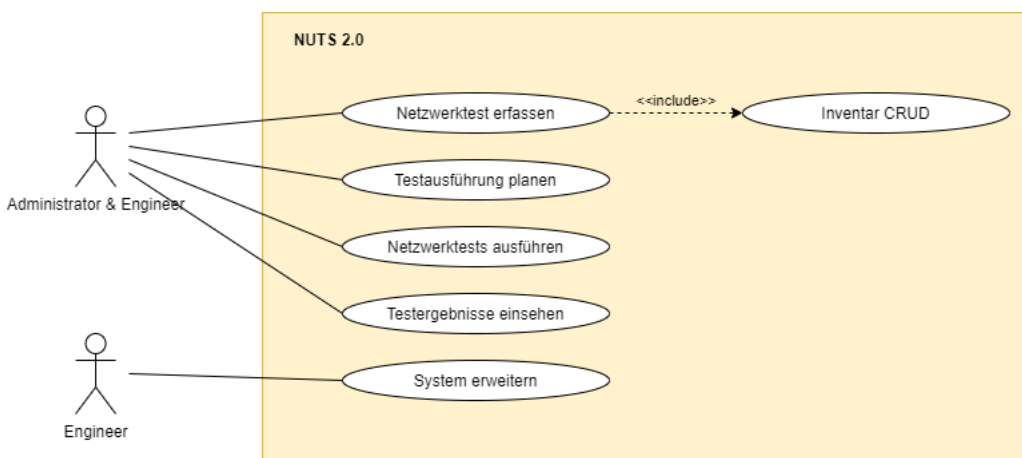 NUTS 2.0
Netzwerktest erfassen
<<include>>
Inventar CRUD
Testausführung planen
Administrator & Engineer
Netzwerktests ausführen
Testergebnisse einsehen
System erweitern
Engineer